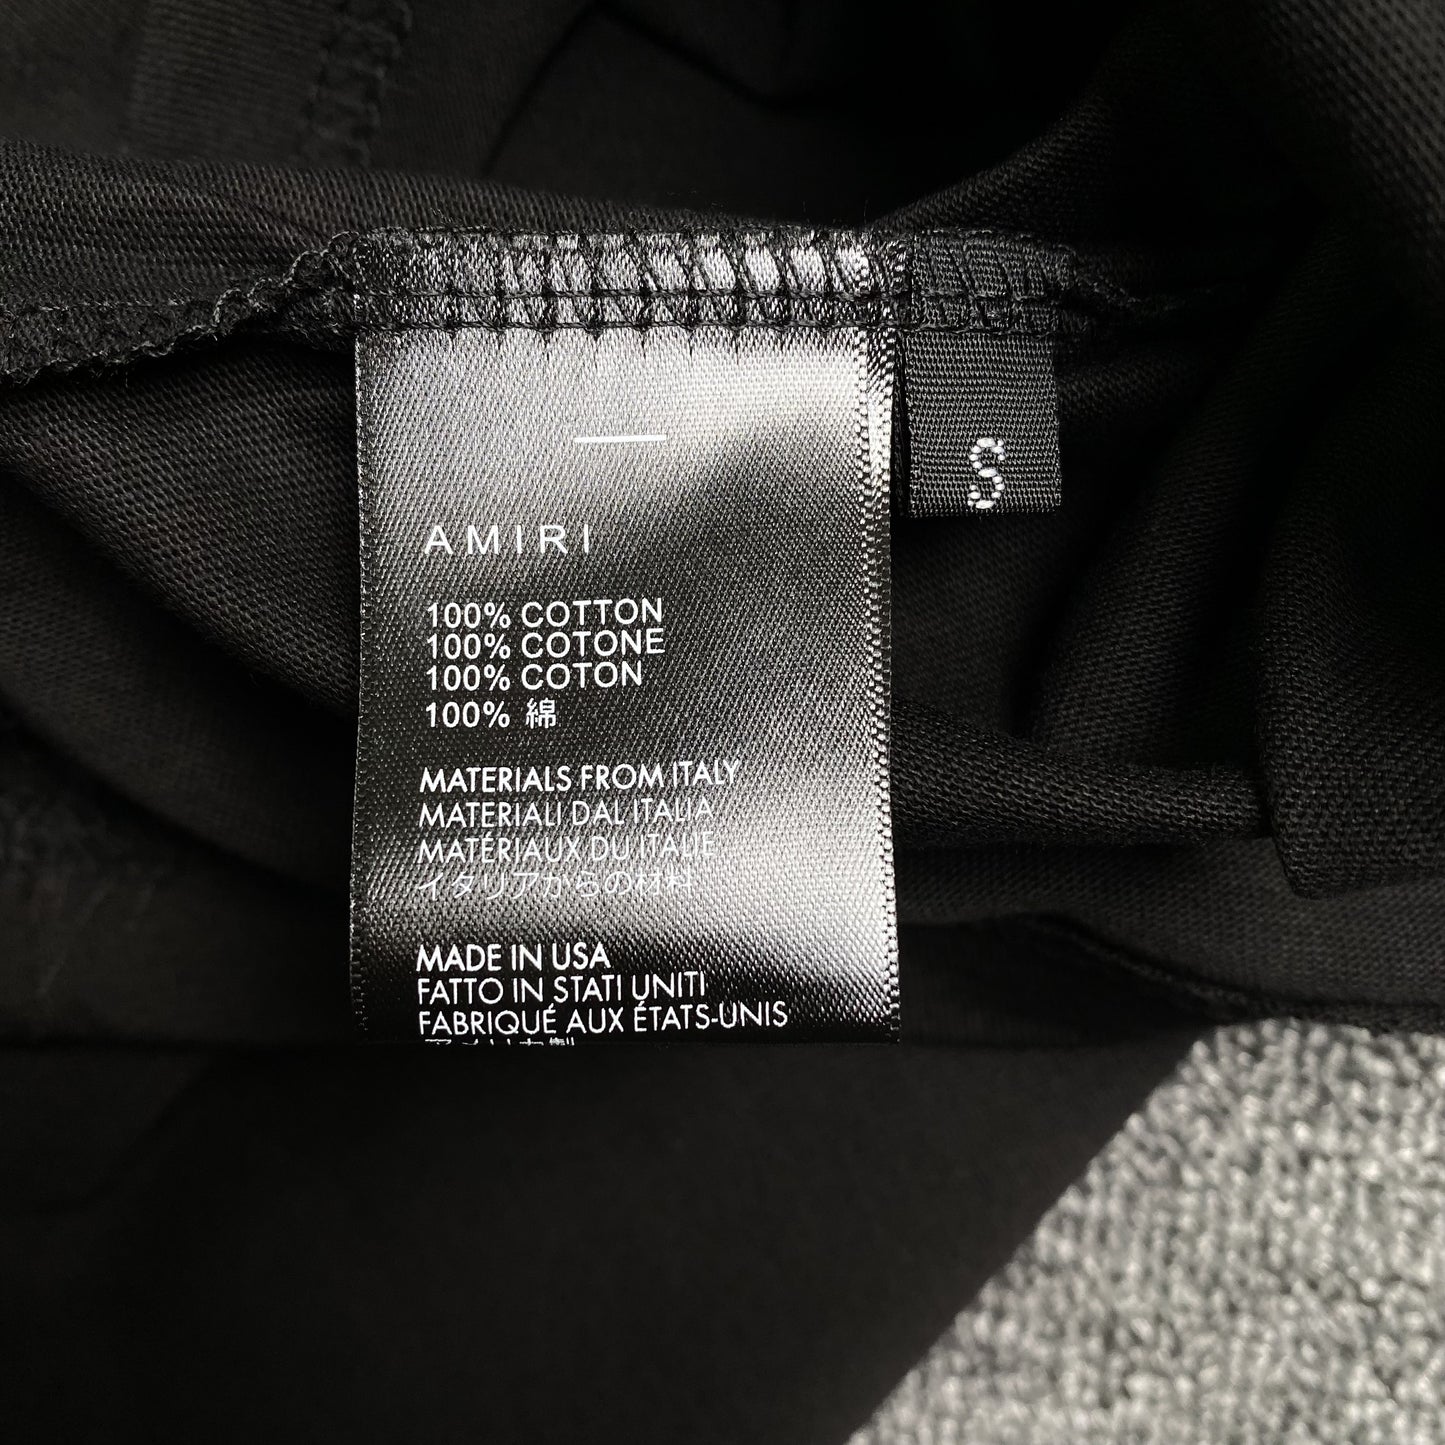 S
AMIRI
100% COTTON
100% COTONE
100% COTON
100% 綿
MATERIALS FROM ITALY
MATERIALI DAL ITALIA
MATÉRIAUX DU ITALIE
イタリアからの材料
MADE IN USA
FATTO IN STATI UNITI
FABRIQUÉ AUX ÉTATS-UNIS